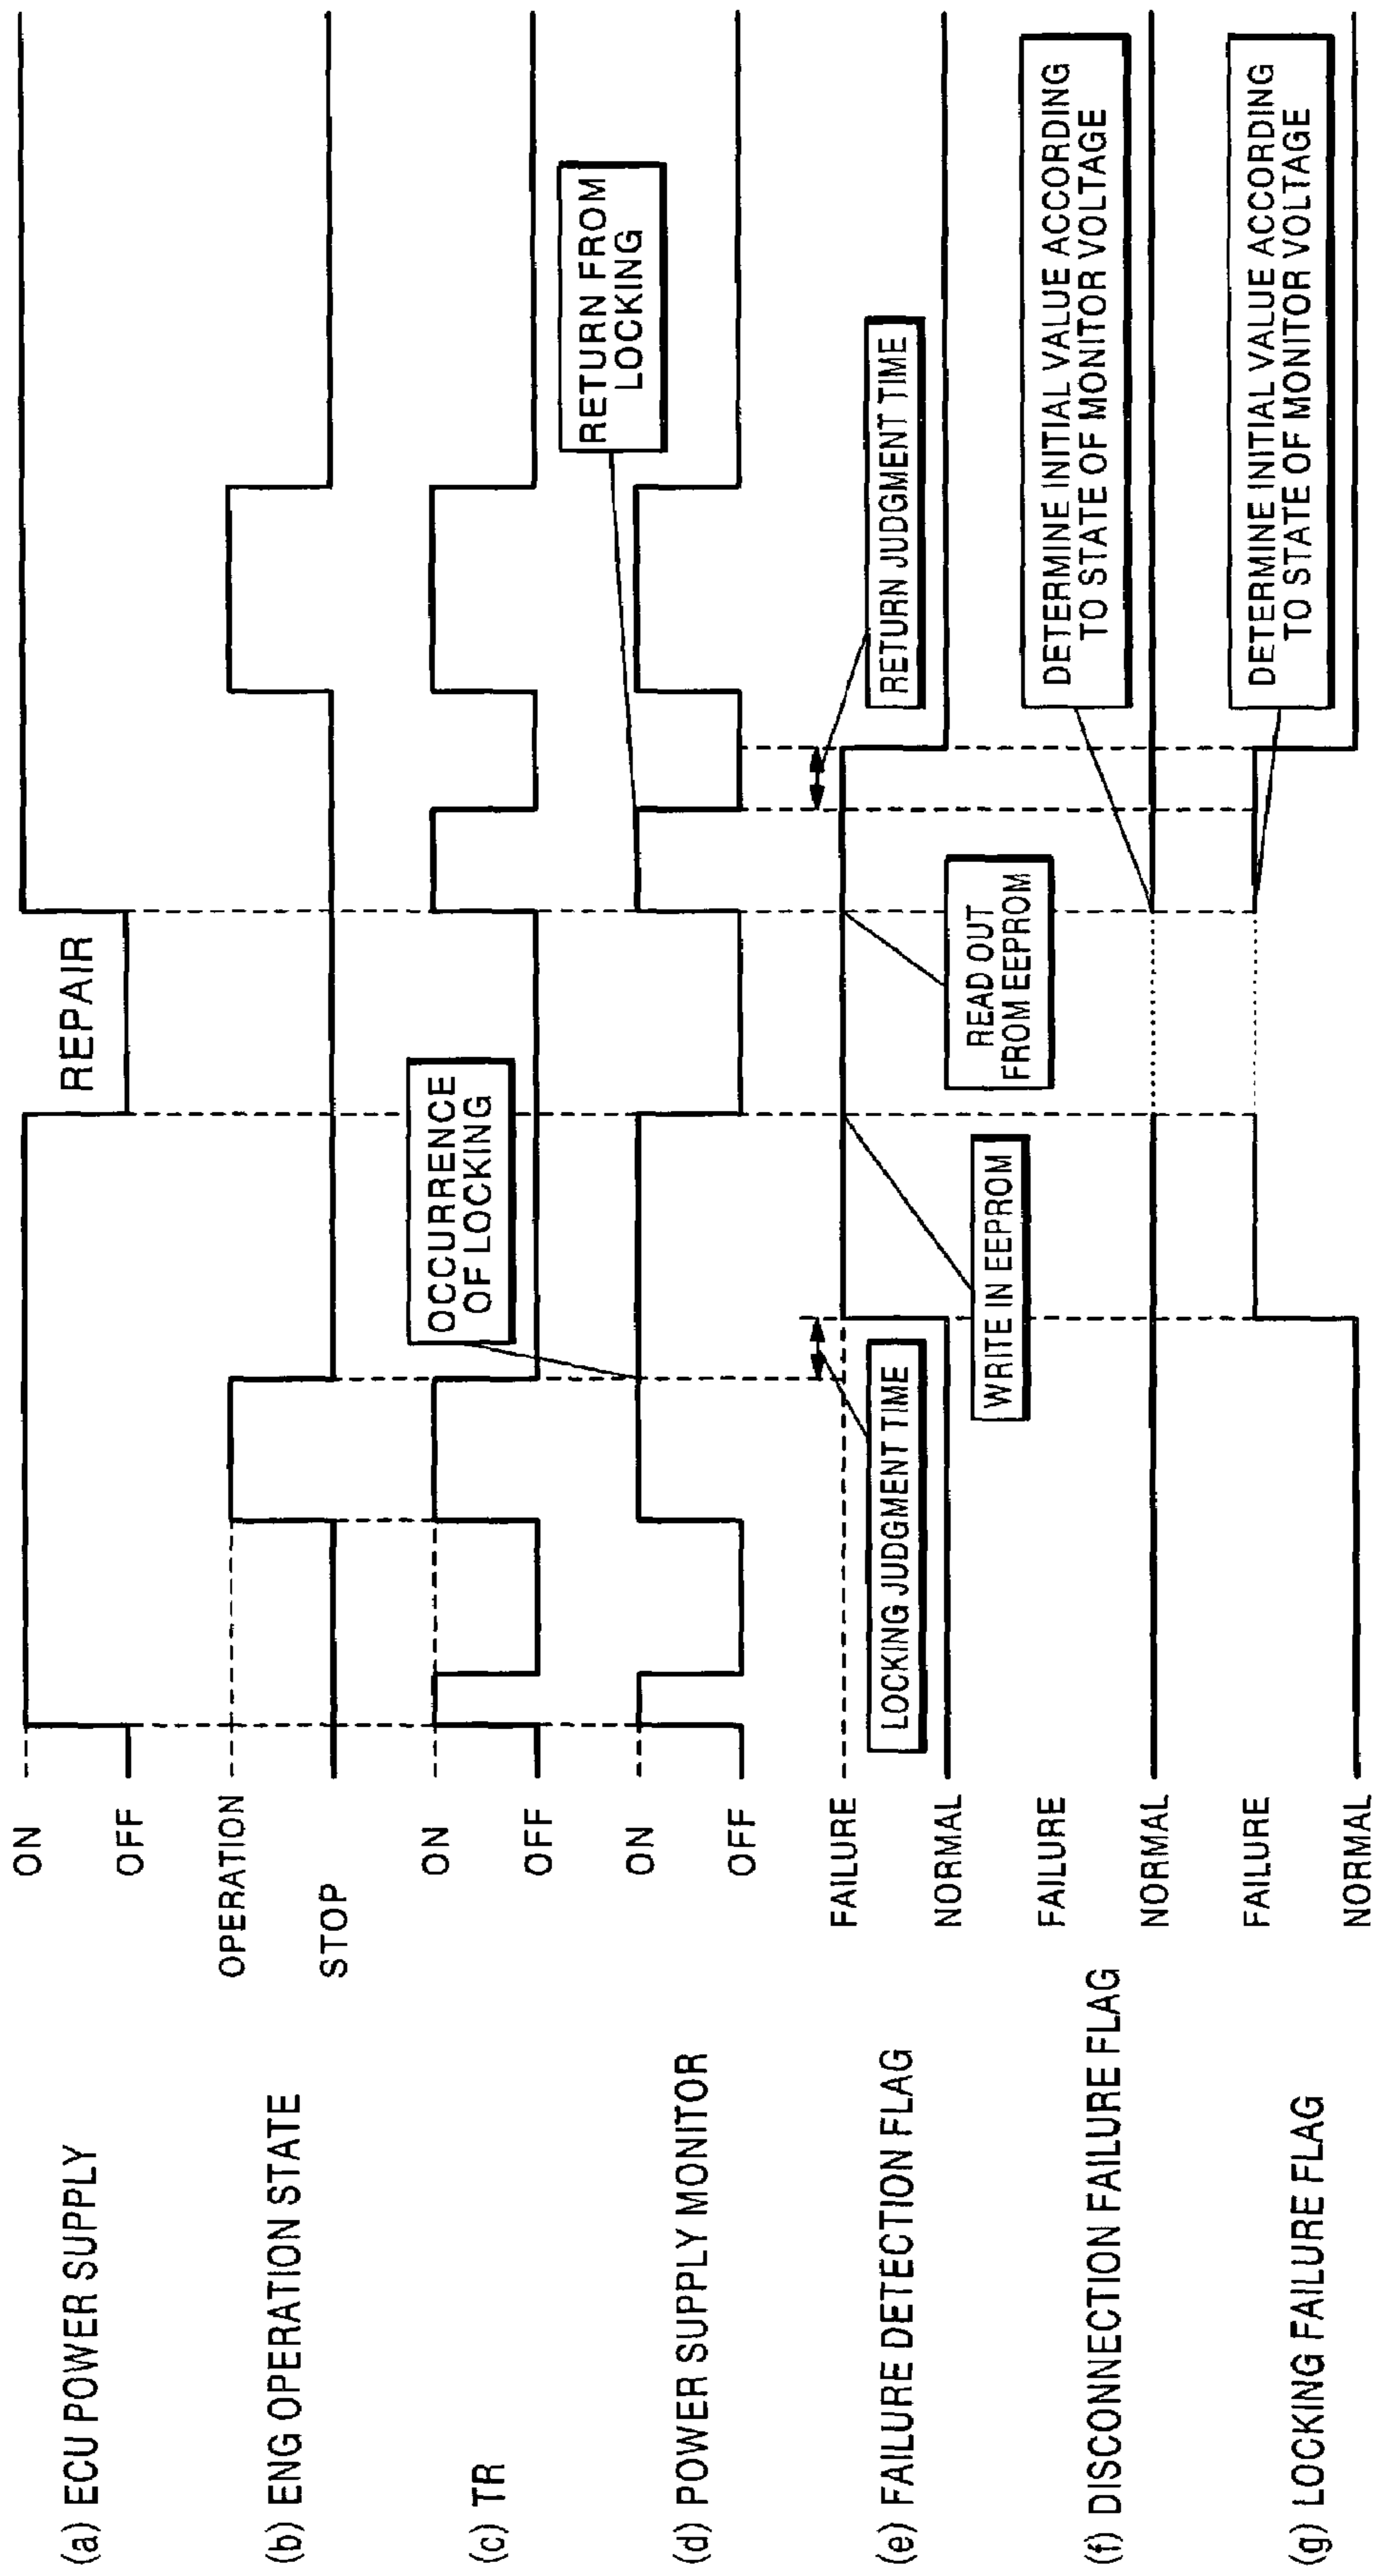 (a) ECU POWER SUPPLY
ON
OFF
REPAIR
(b) ENG OPERATION STATE
OPERATION
STOP
(c) TR
ON
OFF
OCCURRENCE
OF LOCKING
RETURN FROM
LOCKING
(d) POWER SUPPLY MONITOR
ON
OFF
(e) FAILURE DETECTION FLAG
FAILURE
NORMAL
LOCKING JUDGMENT TIME
RETURN JUDGMENT TIME
WRITE IN EEPROM
READ OUT
FROM EEPROM
(f) DISCONNECTION FAILURE FLAG
FAILURE
NORMAL
DETERMINE INITIAL VALUE ACCORDING
TO STATE OF MONITOR VOLTAGE
(g) LOCKING FAILURE FLAG
FAILURE
NORMAL
DETERMINE INITIAL VALUE ACCORDING
TO STATE OF MONITOR VOLTAGE